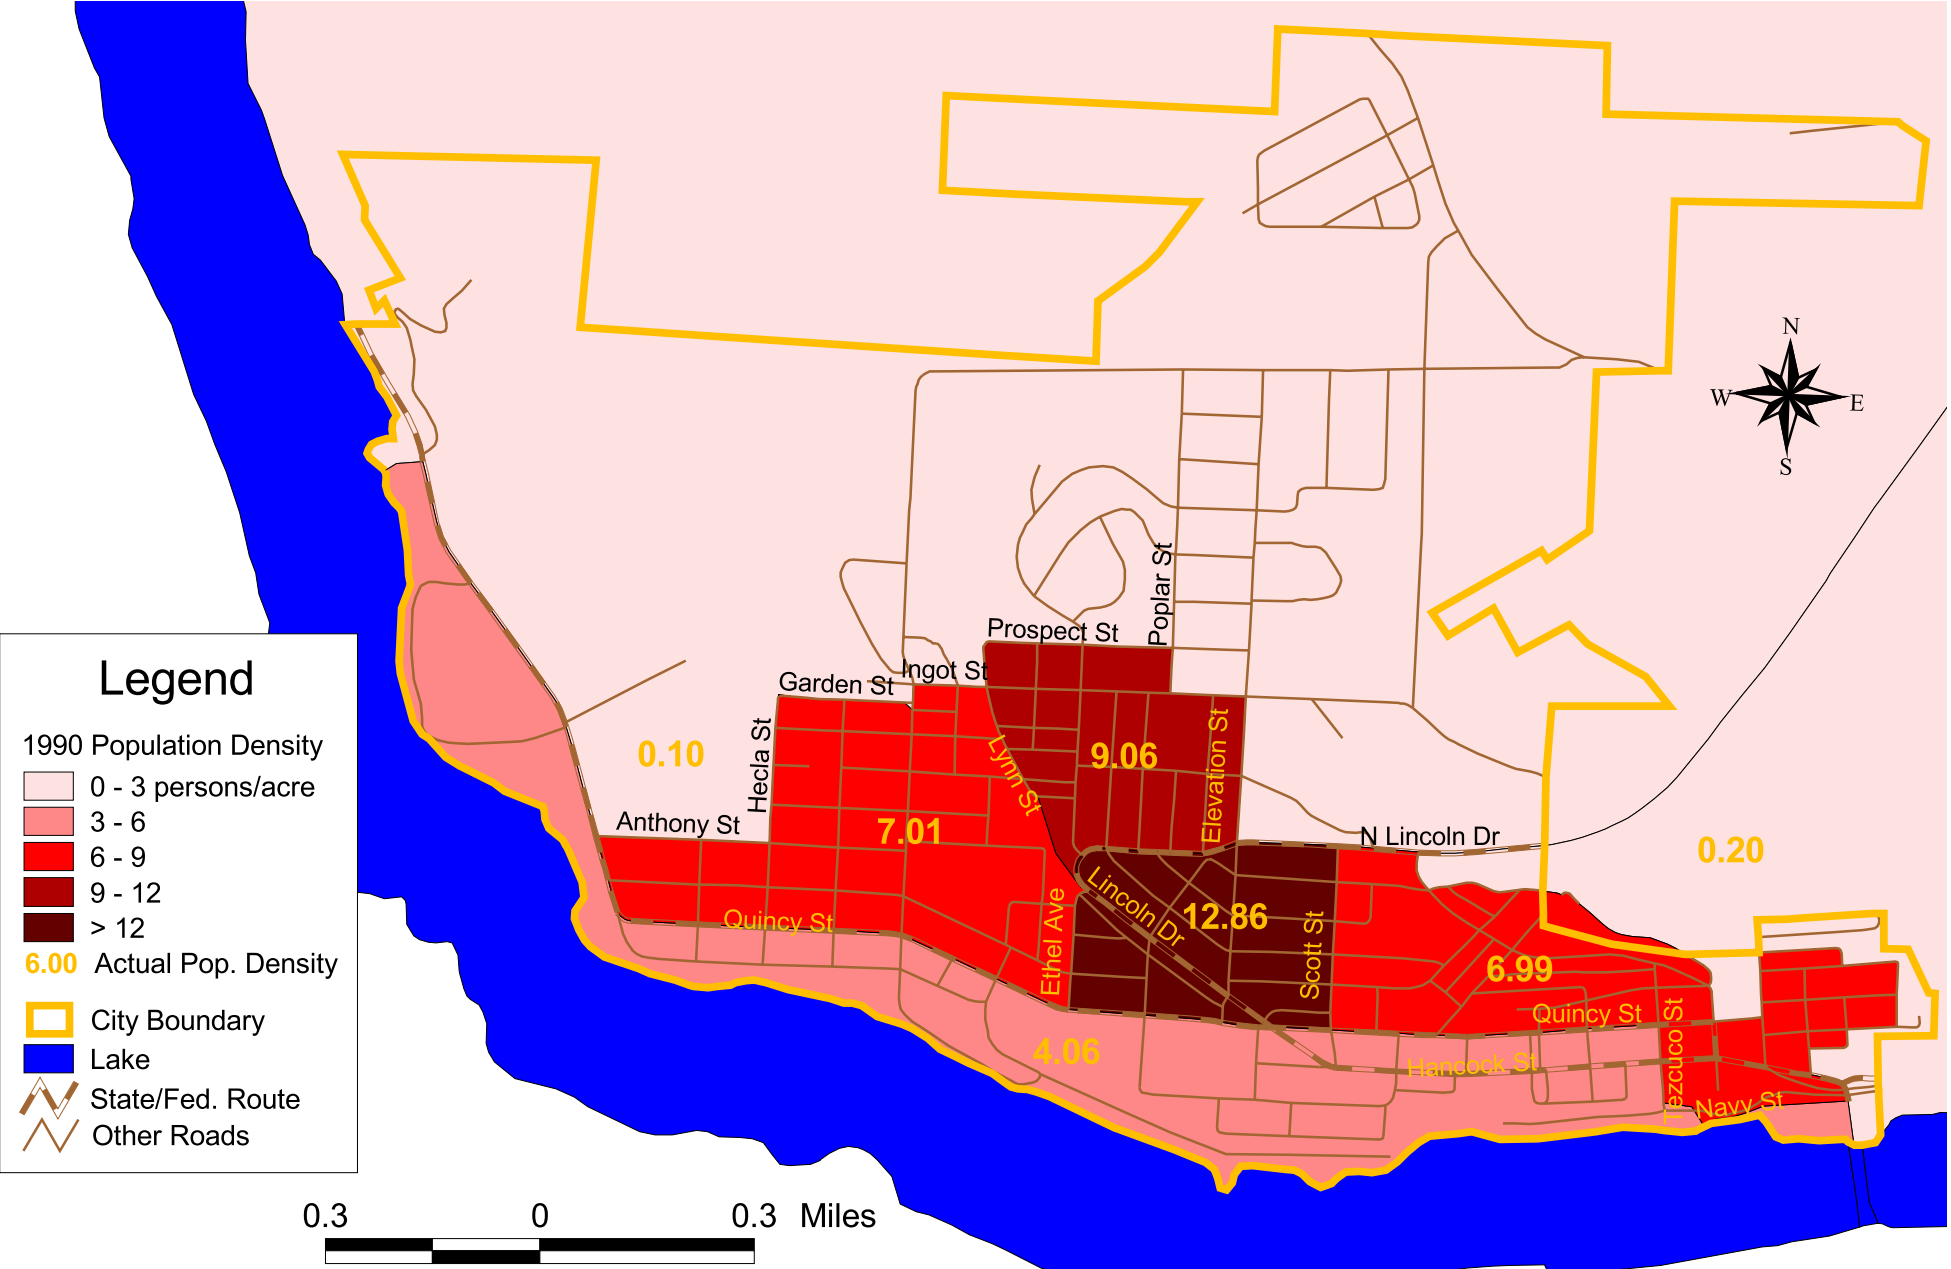 N
W
E
S
Poplar St
Prospect St
Ingot St
Garden St
Hecla St
Lynn St
Elevation St
0.10
9.06
Anthony St
7.01
N Lincoln Dr
0.20
Lincoln Dr
12.86
Quincy St
Ethel Ave
Scott St
6.99
Quincy St
4.06
Hancock St
Tezcuco St
Navy St
Legend
1990 Population Density
0 - 3 persons/acre
3 - 6
6 - 9
9 - 12
> 12
6.00 Actual Pop. Density
City Boundary
Lake
State/Fed. Route
Other Roads
0.3 0 0.3 Miles